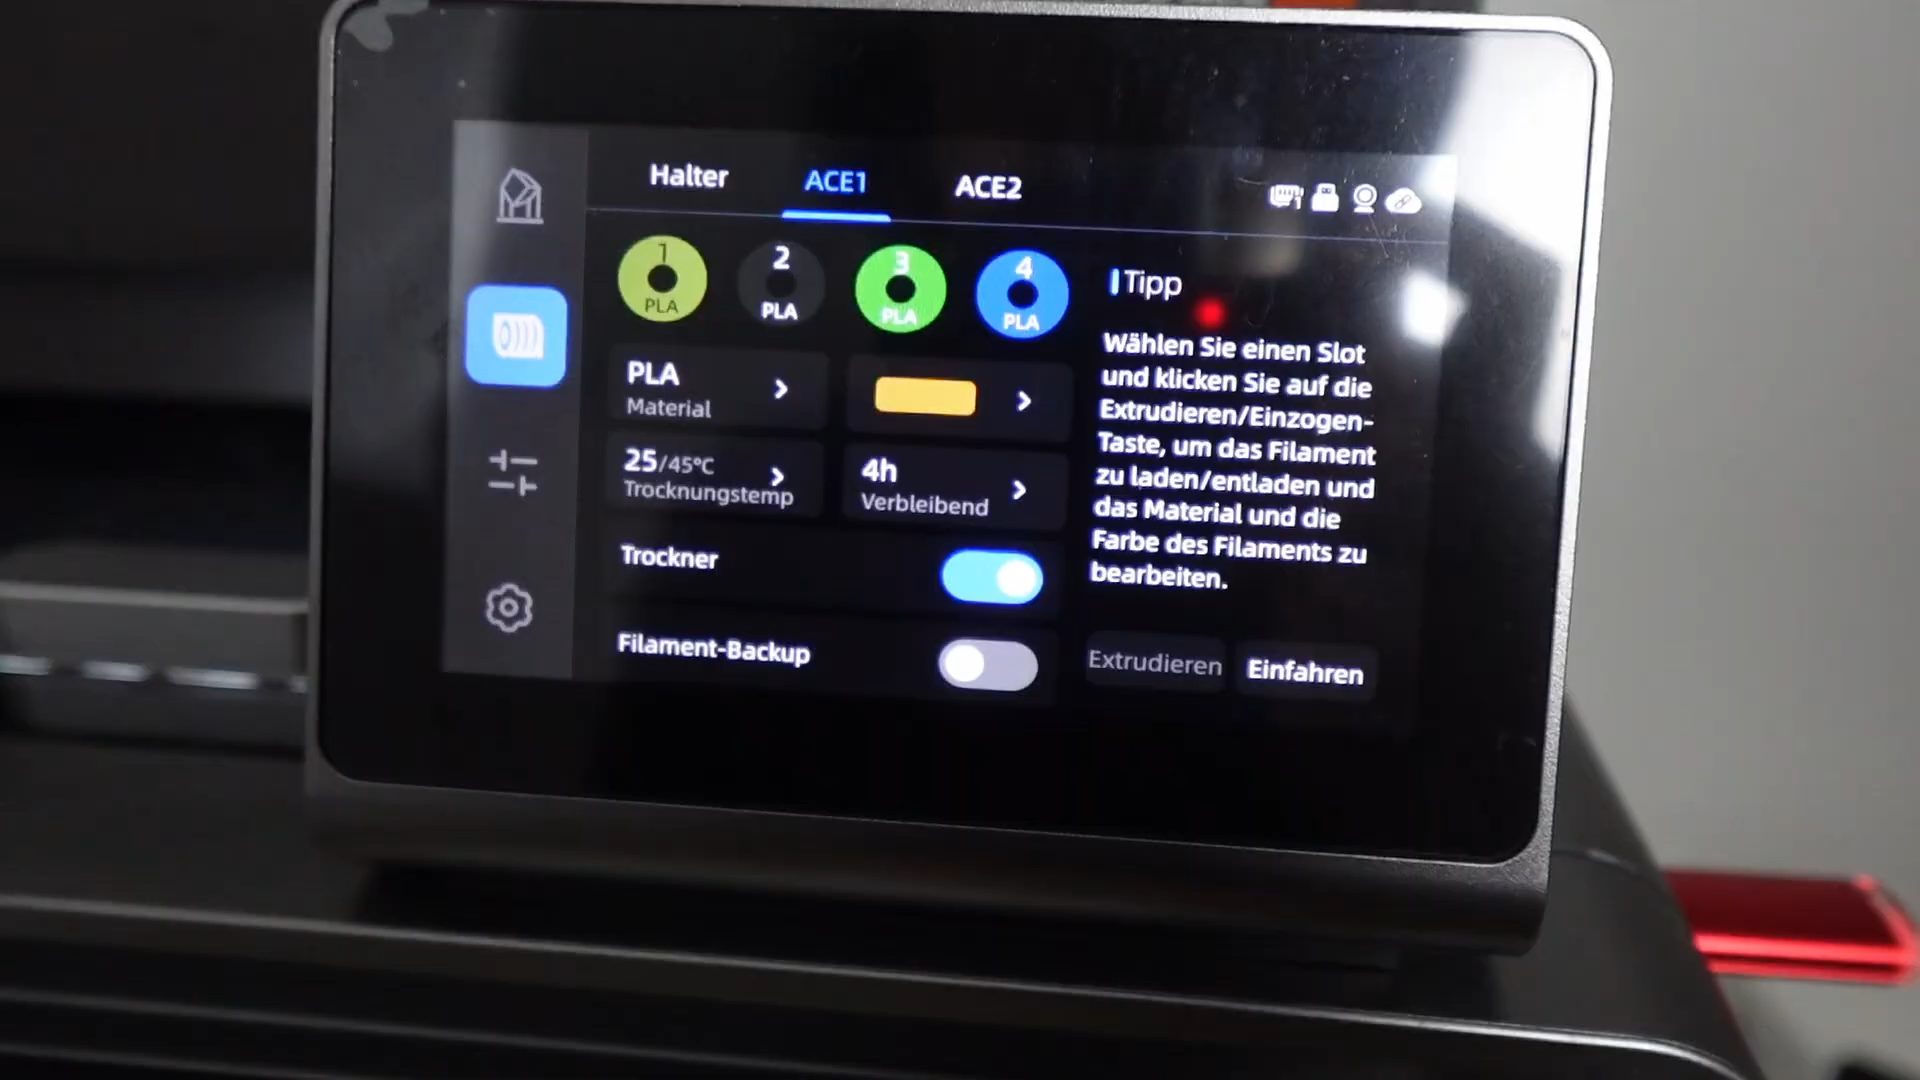 Halter ACE1 ACE2
1 2 3 4
PLA PLA PLA PLA
PLA
Material
25/45°C
Trocknungstemp
4h
Verbleibend
Trockner
Filament-Backup
Tipp
Wählen Sie einen Slot
und klicken Sie auf die
Extrudieren/Einzogen-
Taste, um das Filament
zu laden/entladen und
das Material und die
Farbe des Filaments zu
bearbeiten.
Extrudieren Einfahren